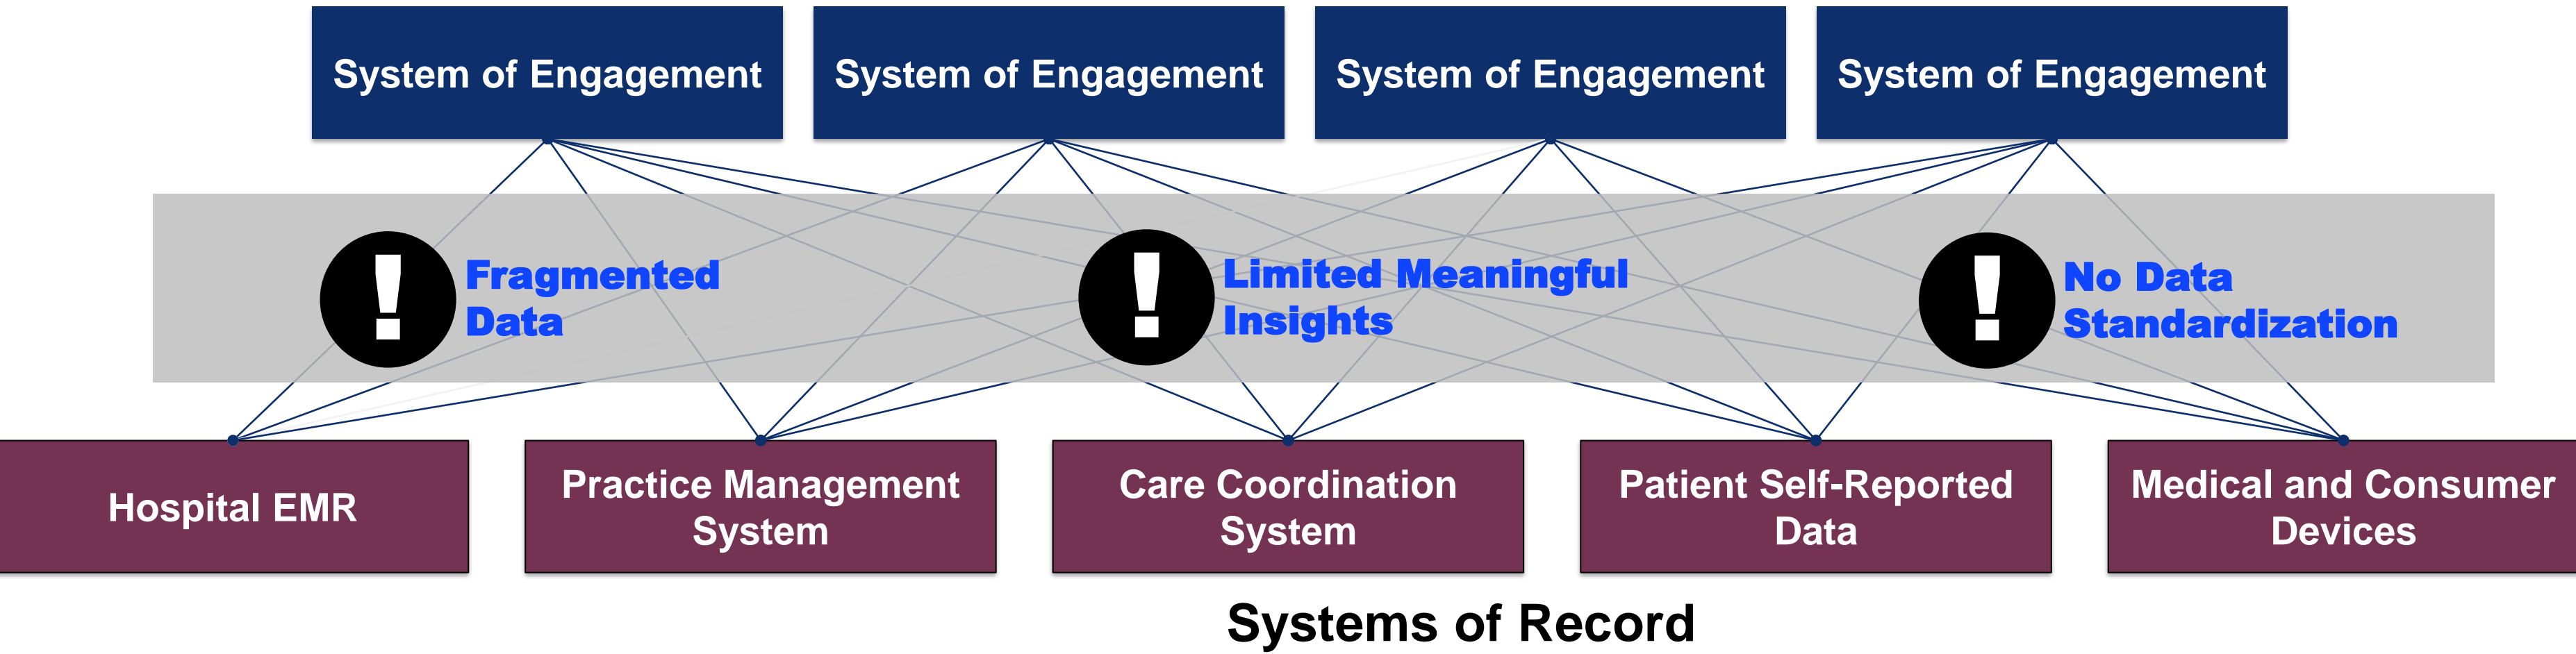 System of Engagement
System of Engagement
System of Engagement
System of Engagement
Fragmented
Data
Limited Meaningful
Insights
No Data
Standardization
Hospital EMR
Practice Management
System
Care Coordination
System
Patient Self-Reported
Data
Medical and Consumer
Devices
Systems of Record